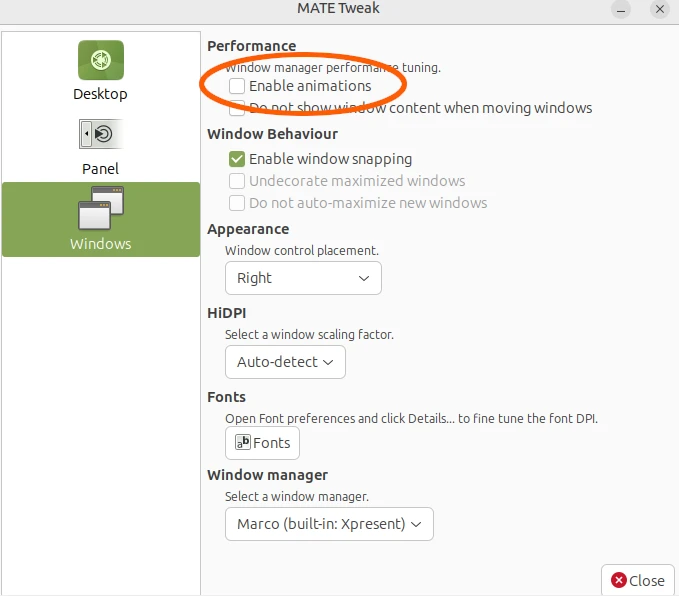 MATE Tweak
Desktop
Panel
Windows
Performance
Window manager performance tuning.
Enable animations
Do not show window content when moving windows
Window Behaviour
Enable window snapping
Undecorate maximized windows
Do not auto-maximize new windows
Appearance
Window control placement.
Right
HiDPI
Select a window scaling factor.
Auto-detect
Fonts
Open Font preferences and click Details... to fine tune the font DPI.
ab Fonts
Window manager
Select a window manager.
Marco (built-in: Xpresent)
Close